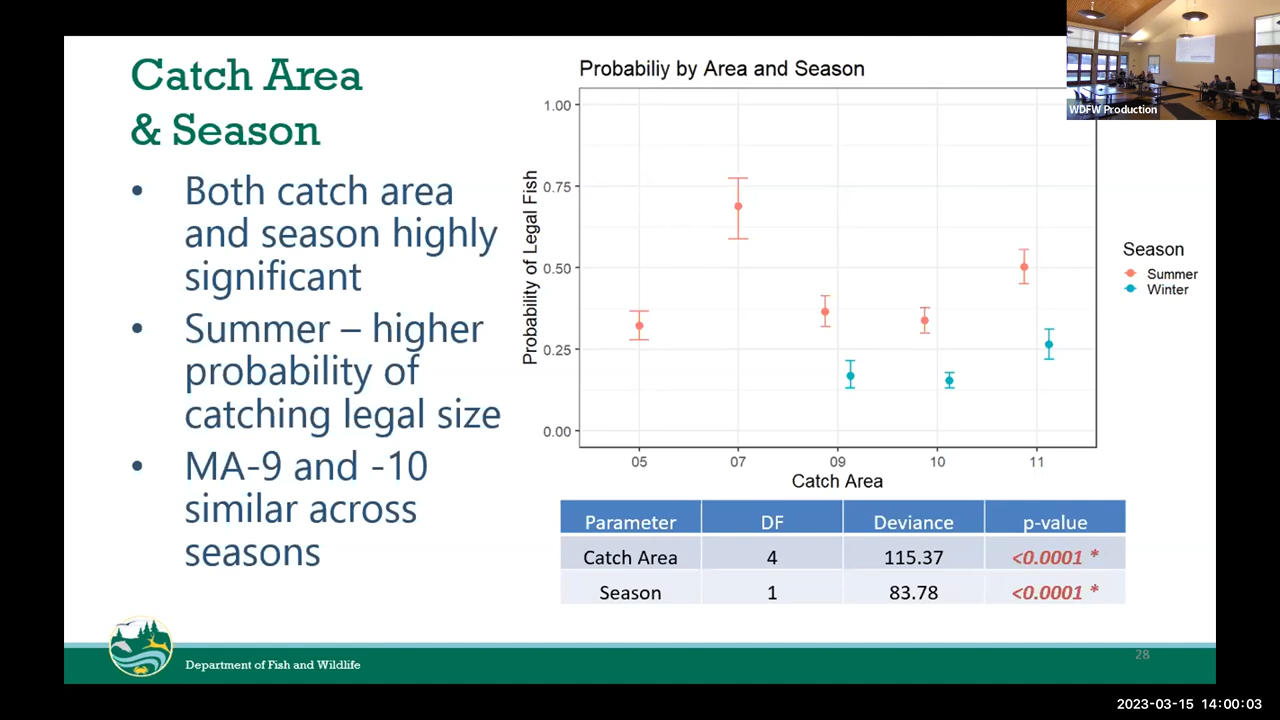 Catch Area
& Season
• Both catch area
and season highly
significant
• Summer – higher
probability of
catching legal size
• MA-9 and -10
similar across
seasons
Probabiliy by Area and Season
Probability of Legal Fish
1.00
0.75
0.50
0.25
0.00
05 07 09 10 11
Catch Area
Season
Summer
Winter
Parameter DF Deviance p-value
Catch Area 4 115.37 <0.0001 *
Season 1 83.78 <0.0001 *
Department of Fish and Wildlife
28
WDFW Production
2023-03-15 14:00:03